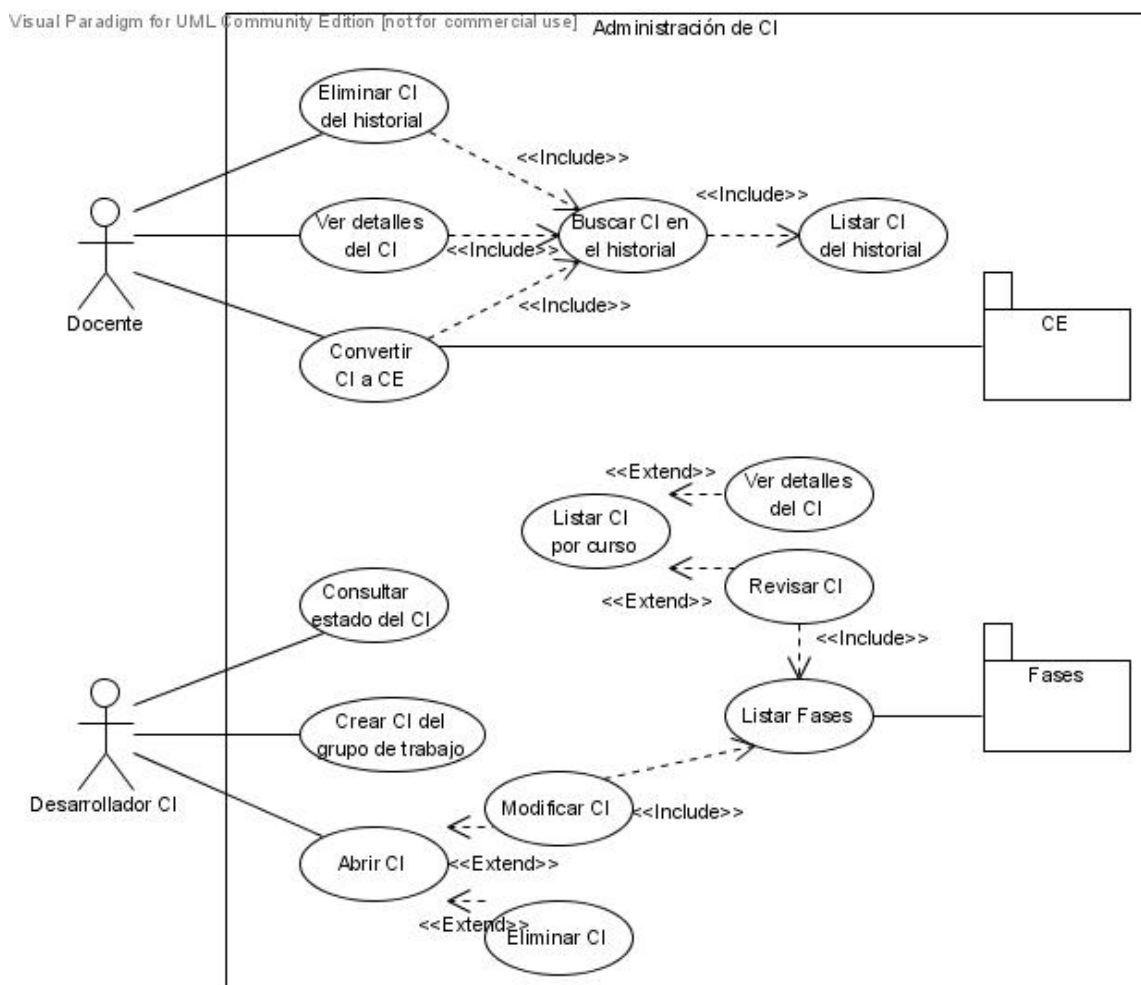 Visual Paradigm for UML Community Edition [not for commercial use]
Administración de CI
Eliminar CI
del historial
<<Include>>
<<Include>>
Ver detalles
del CI
<<Include>>
Buscar CI en
el historial
Listar CI
del historial
Docente
<<Include>>
Convertir
CI a CE
CE
<<Extend>>
Ver detalles
del CI
Listar CI
por curso
Revisar CI
<<Extend>>
Consultar
estado del CI
<<Include>>
Fases
Listar Fases
Crear CI del
grupo de trabajo
Desarrollador CI
Modificar CI
<<Include>>
Abrir CI
<<Extend>>
<<Extend>>
Eliminar CI